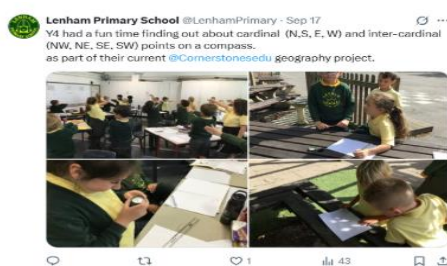 Lenham Primary School @LenhamPrimary · Sep 17
Y4 had a fun time finding out about cardinal (N,S, E, W) and inter-cardinal
(NW, NE, SE, SW) points on a compass.
as part of their current @Cornerstonesedu geography project.
1
43